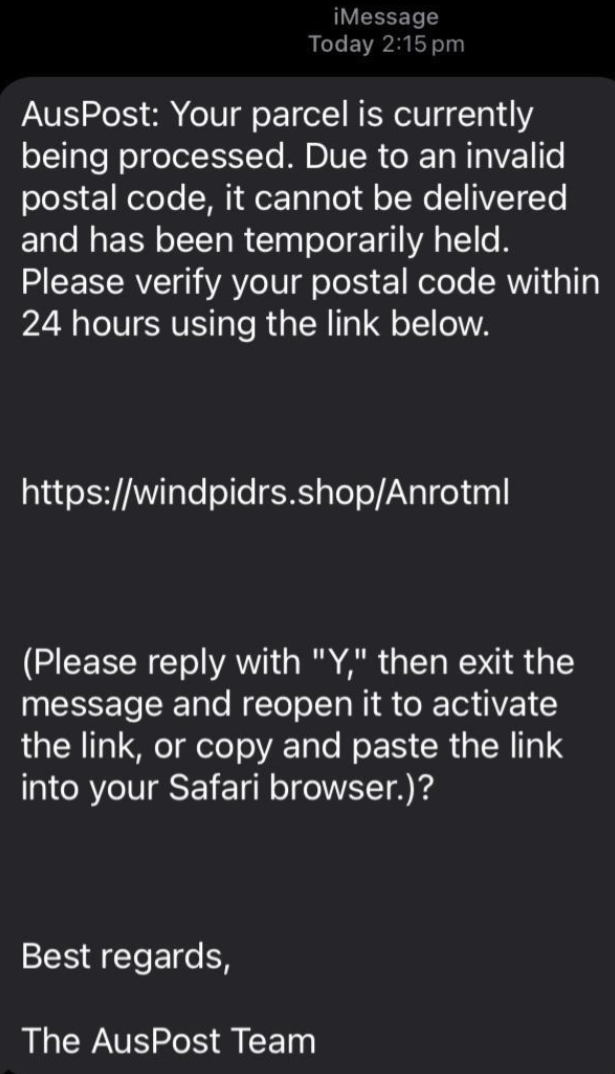 iMessage
Today 2:15 pm
AusPost: Your parcel is currently
being processed. Due to an invalid
postal code, it cannot be delivered
and has been temporarily held.
Please verify your postal code within
24 hours using the link below.
https://windpidrs.shop/Anrotml
(Please reply with "Y," then exit the
message and reopen it to activate
the link, or copy and paste the link
into your Safari browser.)?
Best regards,
The AusPost Team